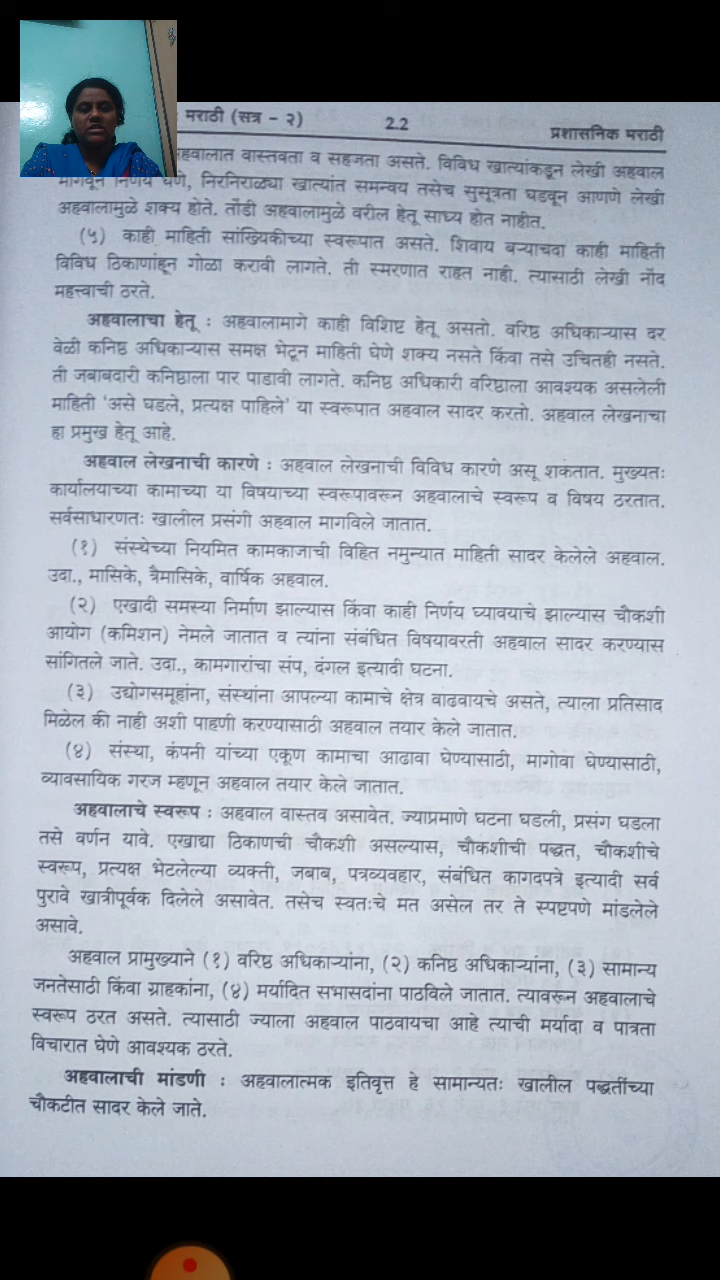 मराठी (सत्र - २) 2.2 प्रशासनिक मराठी
अहवालात वास्तवता व सहजता असते. विविध खात्यांकडून लेखी अहवाल
मागवून निर्णय घेणे, निरनिराळ्या खात्यांत समन्वय तसेच सुसूत्रता घडवून आणणे लेखी
अहवालामुळे शक्य होते. तोंडी अहवालामुळे वरील हेतू साध्य होत नाहीत.
(५) काही माहिती सांख्यिकीच्या स्वरूपात असते. शिवाय बऱ्याचदा काही माहिती
विविध ठिकाणांहून गोळा करावी लागते. ती स्मरणात राहत नाही. त्यासाठी लेखी नोंद
महत्त्वाची ठरते.
अहवालाचा हेतू : अहवालामागे काही विशिष्ट हेतू असतो. वरिष्ठ अधिकाऱ्यास दर
वेळी कनिष्ठ अधिकाऱ्यास समक्ष भेटून माहिती घेणे शक्य नसते किंवा तसे उचितही नसते.
ती जबाबदारी कनिष्ठाला पार पाडावी लागते. कनिष्ठ अधिकारी वरिष्ठाला आवश्यक असलेली
माहिती ‘असे घडले, प्रत्यक्ष पाहिले’ या स्वरूपात अहवाल सादर करतो. अहवाल लेखनाचा
हा प्रमुख हेतू आहे.
अहवाल लेखनाची कारणे : अहवाल लेखनाची विविध कारणे असू शकतात. मुख्यतः
कार्यालयाच्या कामाच्या या विषयाच्या स्वरूपावरून अहवालाचे स्वरूप व विषय ठरतात.
सर्वसाधारणतः खालील प्रसंगी अहवाल मागविले जातात.
(१) संस्थेच्या नियमित कामकाजाची विहित नमुन्यात माहिती सादर केलेले अहवाल.
उदा., मासिके, त्रैमासिके, वार्षिक अहवाल.
(२) एखादी समस्या निर्माण झाल्यास किंवा काही निर्णय घ्यावयाचे झाल्यास चौकशी
आयोग (कमिशन) नेमले जातात व त्यांना संबंधित विषयावरती अहवाल सादर करण्यास
सांगितले जाते. उदा., कामगारांचा संप, दंगल इत्यादी घटना.
(३) उद्योगसमूहांना, संस्थांना आपल्या कामाचे क्षेत्र वाढवायचे असते, त्याला प्रतिसाद
मिळेल की नाही अशी पाहणी करण्यासाठी अहवाल तयार केले जातात.
(४) संस्था, कंपनी यांच्या एकूण कामाचा आढावा घेण्यासाठी, मागोवा घेण्यासाठी,
व्यावसायिक गरज म्हणून अहवाल तयार केले जातात.
अहवालाचे स्वरूप : अहवाल वास्तव असावेत. ज्याप्रमाणे घटना घडली, प्रसंग घडला
तसे वर्णन यावे. एखाद्या ठिकाणची चौकशी असल्यास, चौकशीची पद्धत, चौकशीचे
स्वरूप, प्रत्यक्ष भेटलेल्या व्यक्ती, जबाब, पत्रव्यवहार, संबंधित कागदपत्रे इत्यादी सर्व
पुरावे खात्रीपूर्वक दिलेले असावेत. तसेच स्वतःचे मत असेल तर ते स्पष्टपणे मांडलेले
असावे.
अहवाल प्रामुख्याने (१) वरिष्ठ अधिकाऱ्यांना, (२) कनिष्ठ अधिकाऱ्यांना, (३) सामान्य
जनतेसाठी किंवा ग्राहकांना, (४) मर्यादित सभासदांना पाठविले जातात. त्यावरून अहवालाचे
स्वरूप ठरत असते. त्यासाठी ज्याला अहवाल पाठवायचा आहे त्याची मर्यादा व पात्रता
विचारात घेणे आवश्यक ठरते.
अहवालाची मांडणी : अहवालात्मक इतिवृत्त हे सामान्यतः खालील पद्धतींच्या
चौकटीत सादर केले जाते.